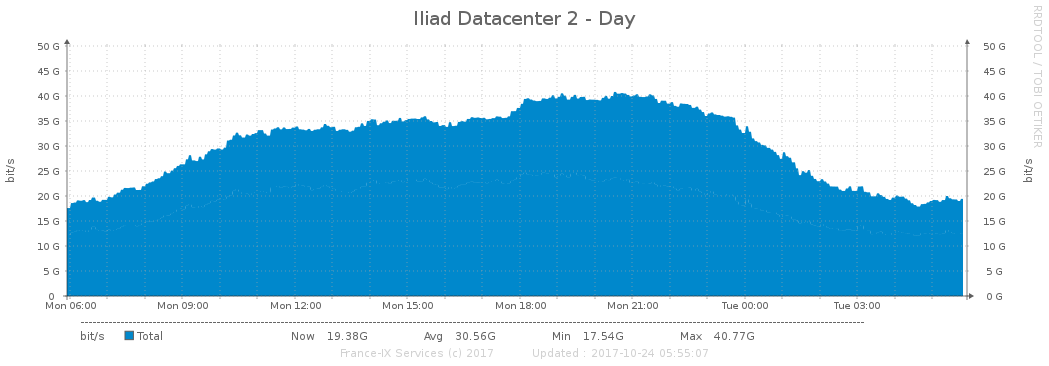 Iliad Datacenter 2 - Day
RRDTOOL / TOBI OETIKER
50 G 50 G
45 G 45 G
40 G 40 G
35 G 35 G
30 G 30 G
25 G 25 G
20 G 20 G
15 G 15 G
10 G 10 G
5 G 5 G
0 0 G
bit/s
bit/s
Mon 06:00 Mon 09:00 Mon 12:00 Mon 15:00 Mon 18:00 Mon 21:00 Tue 00:00 Tue 03:00
bit/s Total Now 19.38G Avg 30.56G Min 17.54G Max 40.77G
France-IX Services (c) 2017 Updated : 2017-10-24 05:55:07